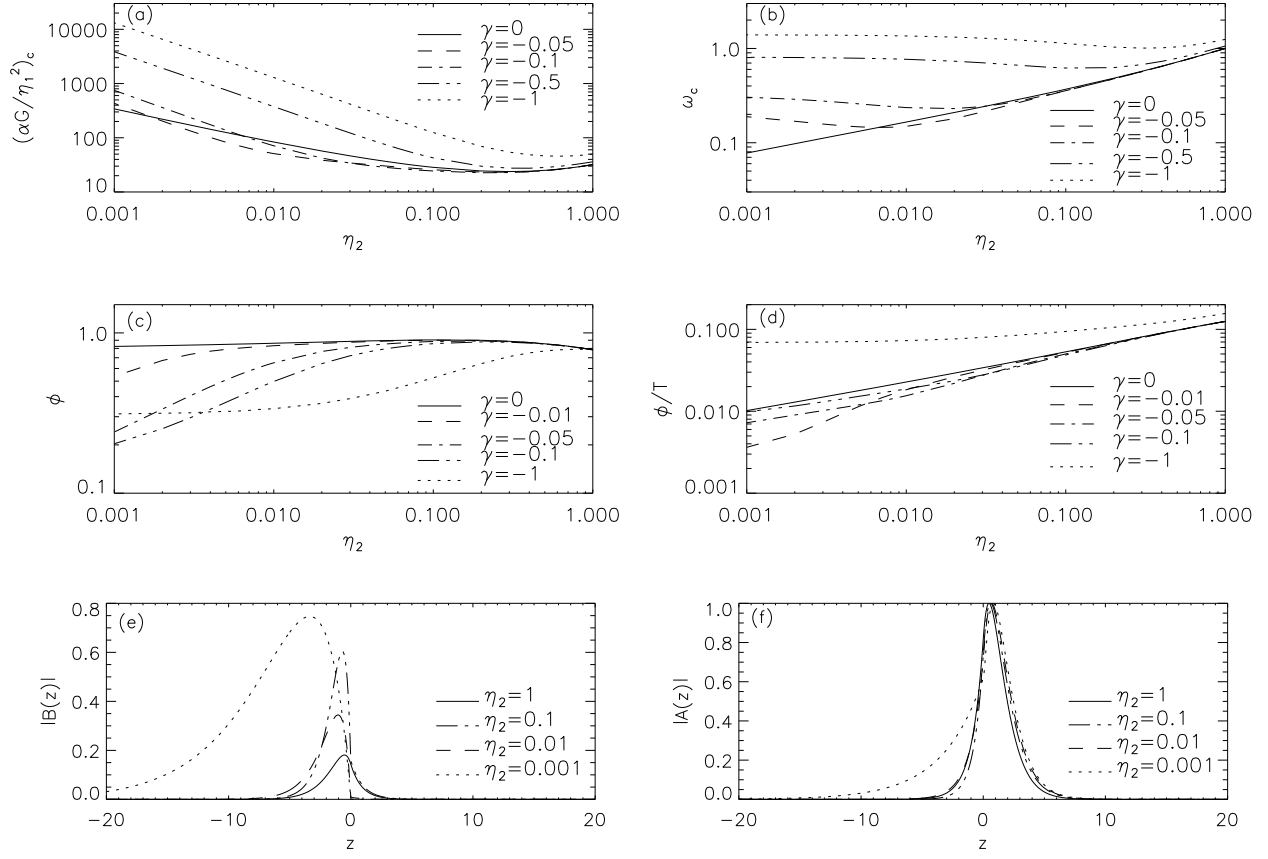 (a)
(αG/η₁²)_c
10000
1000
100
10
0.001
0.010
0.100
1.000
η₂
γ=0
γ=−0.05
γ=−0.1
γ=−0.5
γ=−1
(b)
ω_c
1.0
0.1
0.001
0.010
0.100
1.000
η₂
γ=0
γ=−0.05
γ=−0.1
γ=−0.5
γ=−1
(c)
ϕ
1.0
0.1
0.001
0.010
0.100
1.000
η₂
γ=0
γ=−0.01
γ=−0.05
γ=−0.1
γ=−1
(d)
ϕ/T
0.100
0.010
0.001
0.001
0.010
0.100
1.000
η₂
γ=0
γ=−0.01
γ=−0.05
γ=−0.1
γ=−1
(e)
|B(z)|
0.8
0.6
0.4
0.2
0.0
−20
−10
0
10
20
z
η₂=1
η₂=0.1
η₂=0.01
η₂=0.001
(f)
|A(z)|
1.0
0.8
0.6
0.4
0.2
0.0
−20
−10
0
10
20
z
η₂=1
η₂=0.1
η₂=0.01
η₂=0.001